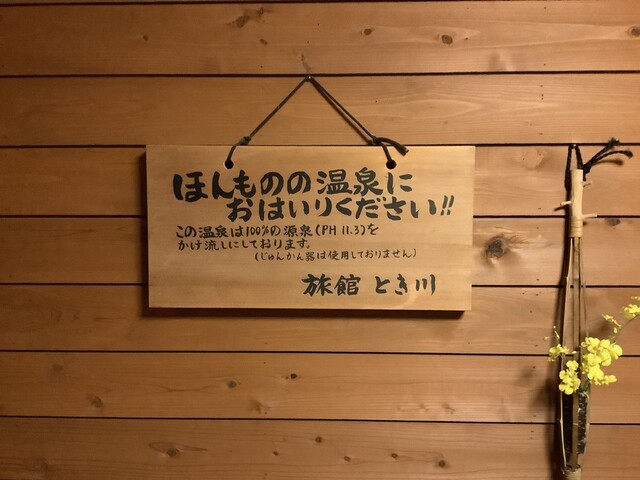 ほんものの温泉に
おはいりください!!
この温泉は100%の源泉(PH 11.3)を
かけ流しにしております。
(じゅんかん器は使用しておりません)
旅館 とき川